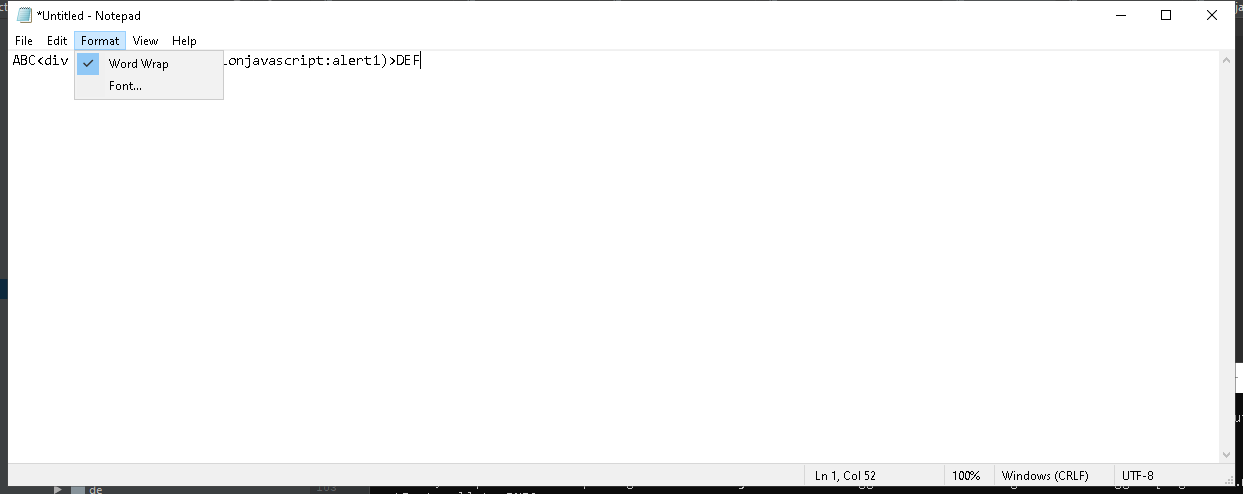 *Untitled - Notepad
File Edit Format View Help
ABC<div onjavascript:alert1)>DEF
Word Wrap
Font...
Ln 1, Col 52 100% Windows (CRLF) UTF-8
de